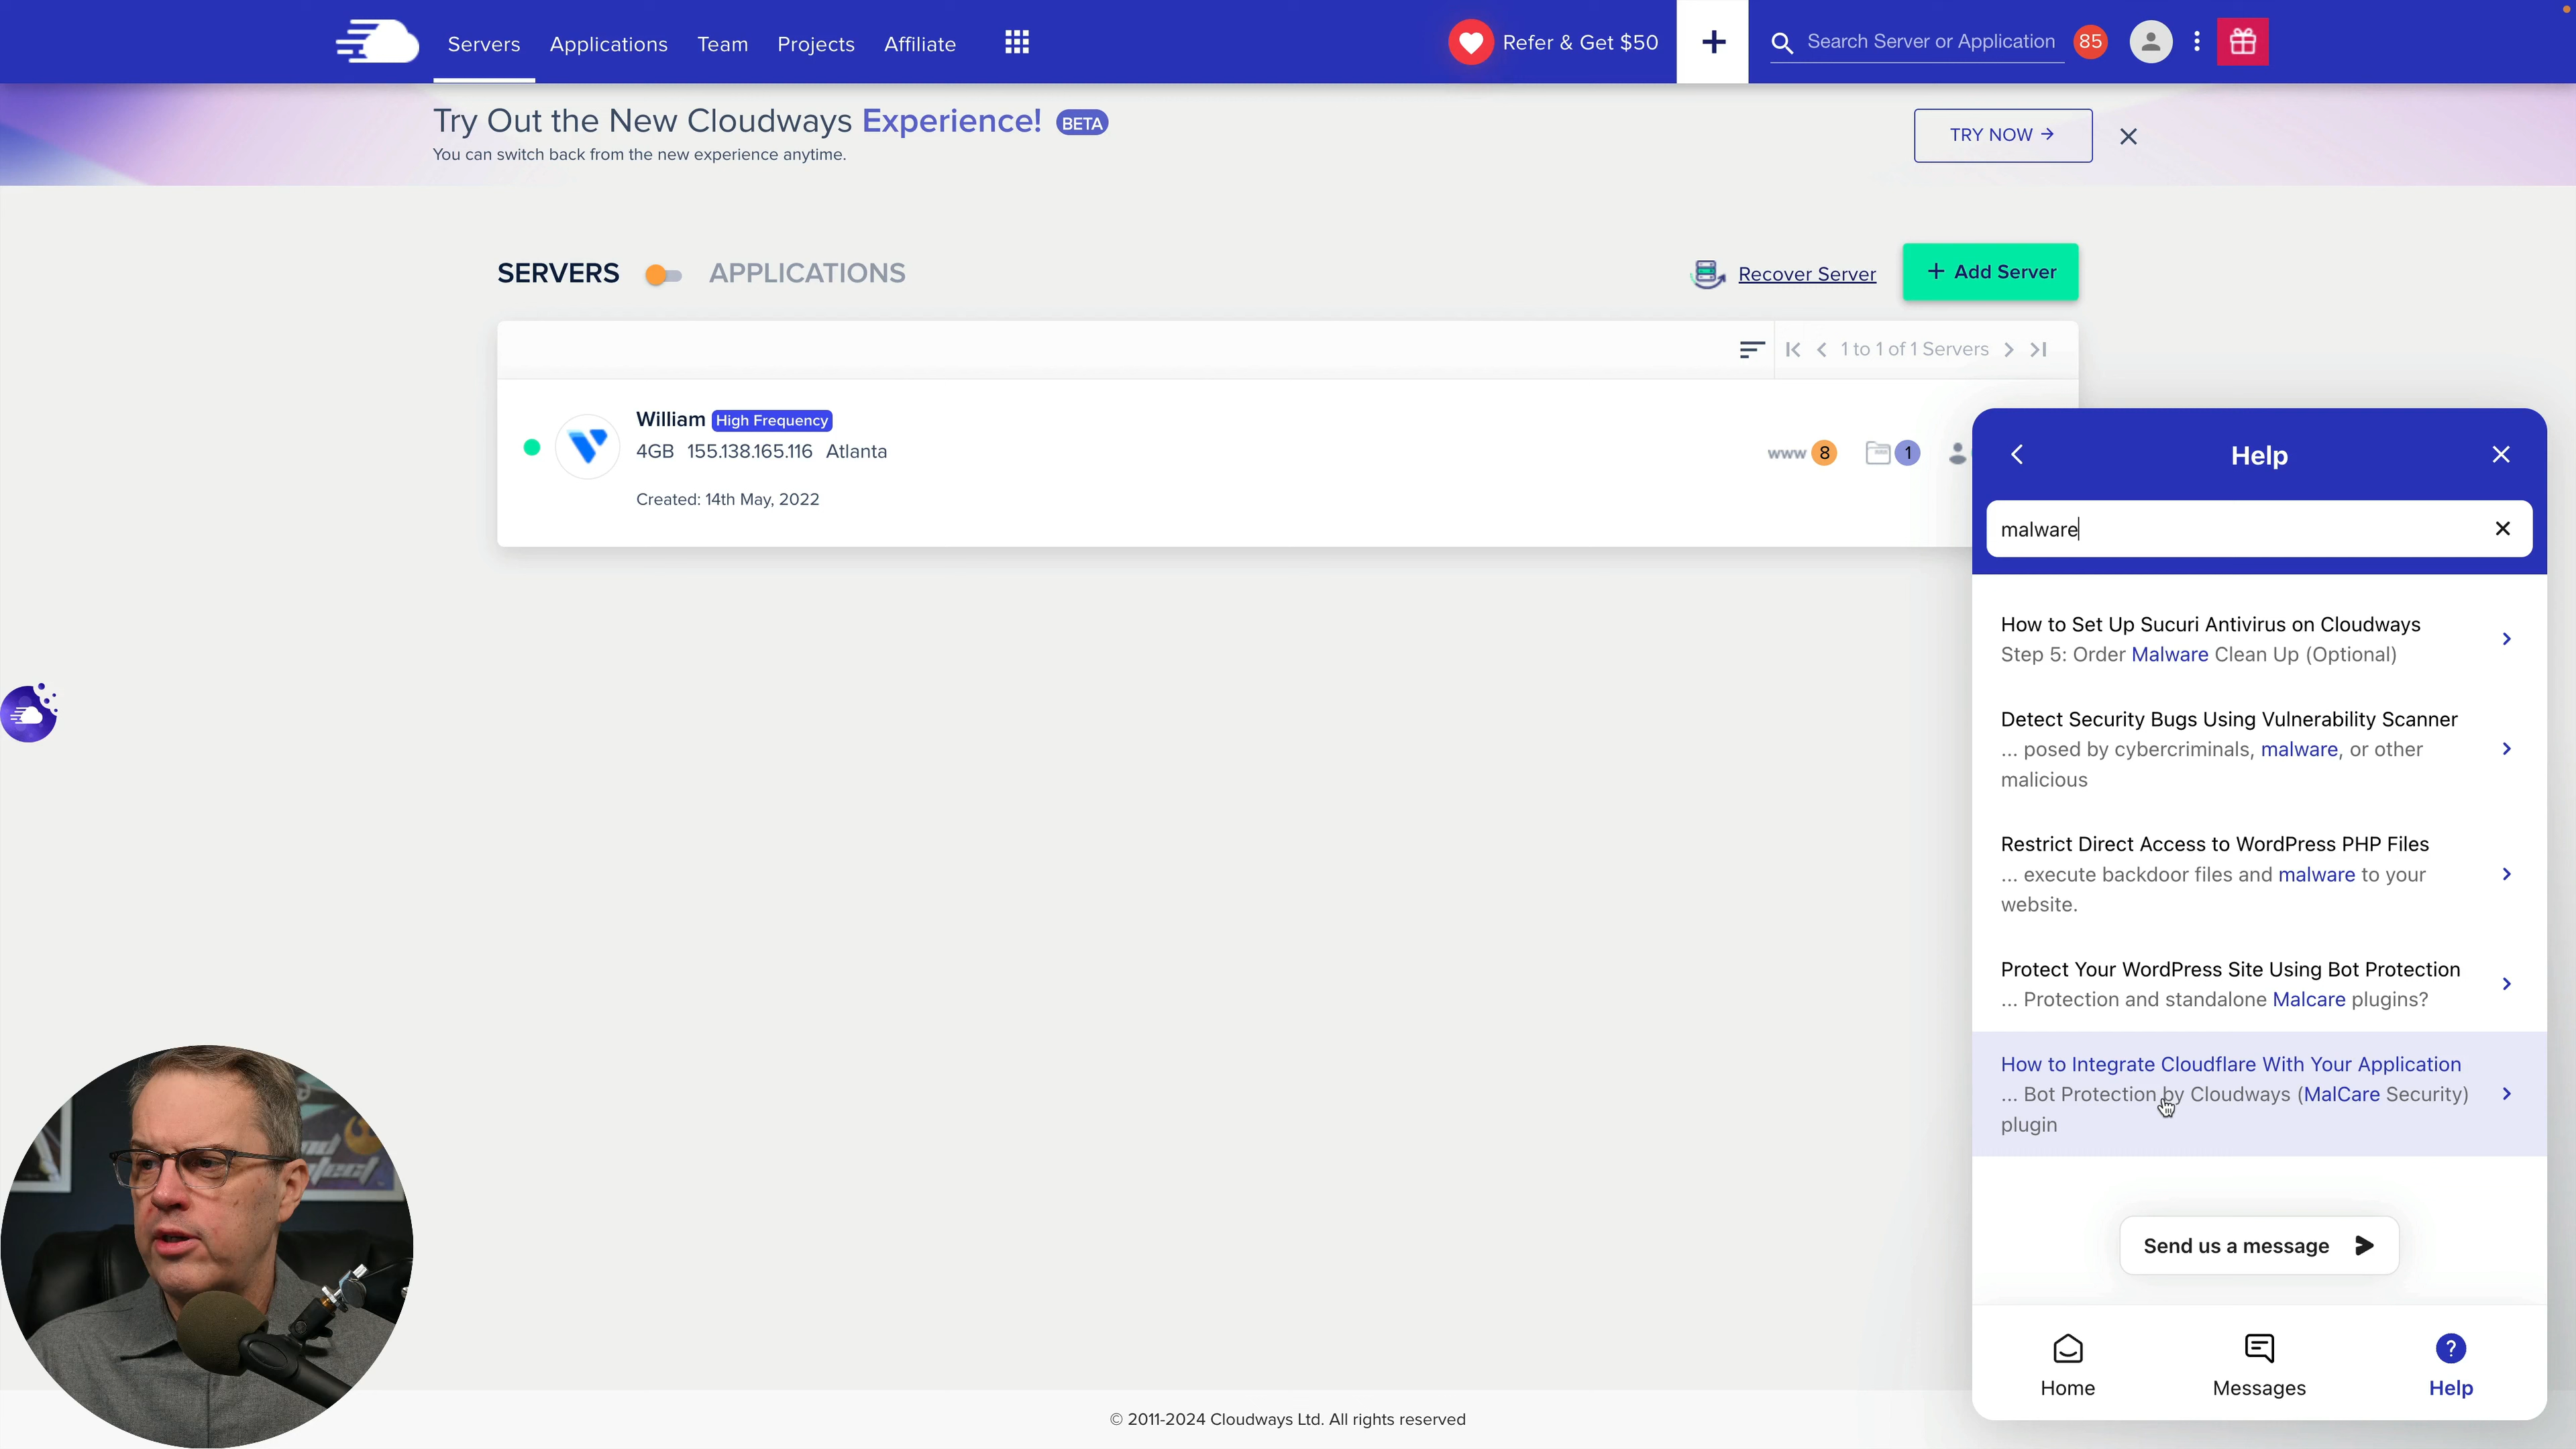 Servers Applications Team Projects Affiliate Refer & Get $50 Search Server or Application 85
Try Out the New Cloudways Experience! BETA
You can switch back from the new experience anytime.
TRY NOW
SERVERS APPLICATIONS Recover Server + Add Server
1 to 1 of 1 Servers
William High Frequency
4GB 155.138.165.116 Atlanta
www 8 1
Created: 14th May, 2022
Help
malware
How to Set Up Sucuri Antivirus on Cloudways
Step 5: Order Malware Clean Up (Optional)
Detect Security Bugs Using Vulnerability Scanner
... posed by cybercriminals, malware, or other
malicious
Restrict Direct Access to WordPress PHP Files
... execute backdoor files and malware to your
website.
Protect Your WordPress Site Using Bot Protection
... Protection and standalone Malcare plugins?
How to Integrate Cloudflare With Your Application
... Bot Protection by Cloudways (MalCare Security)
plugin
Send us a message
Home Messages Help
© 2011-2024 Cloudways Ltd. All rights reserved